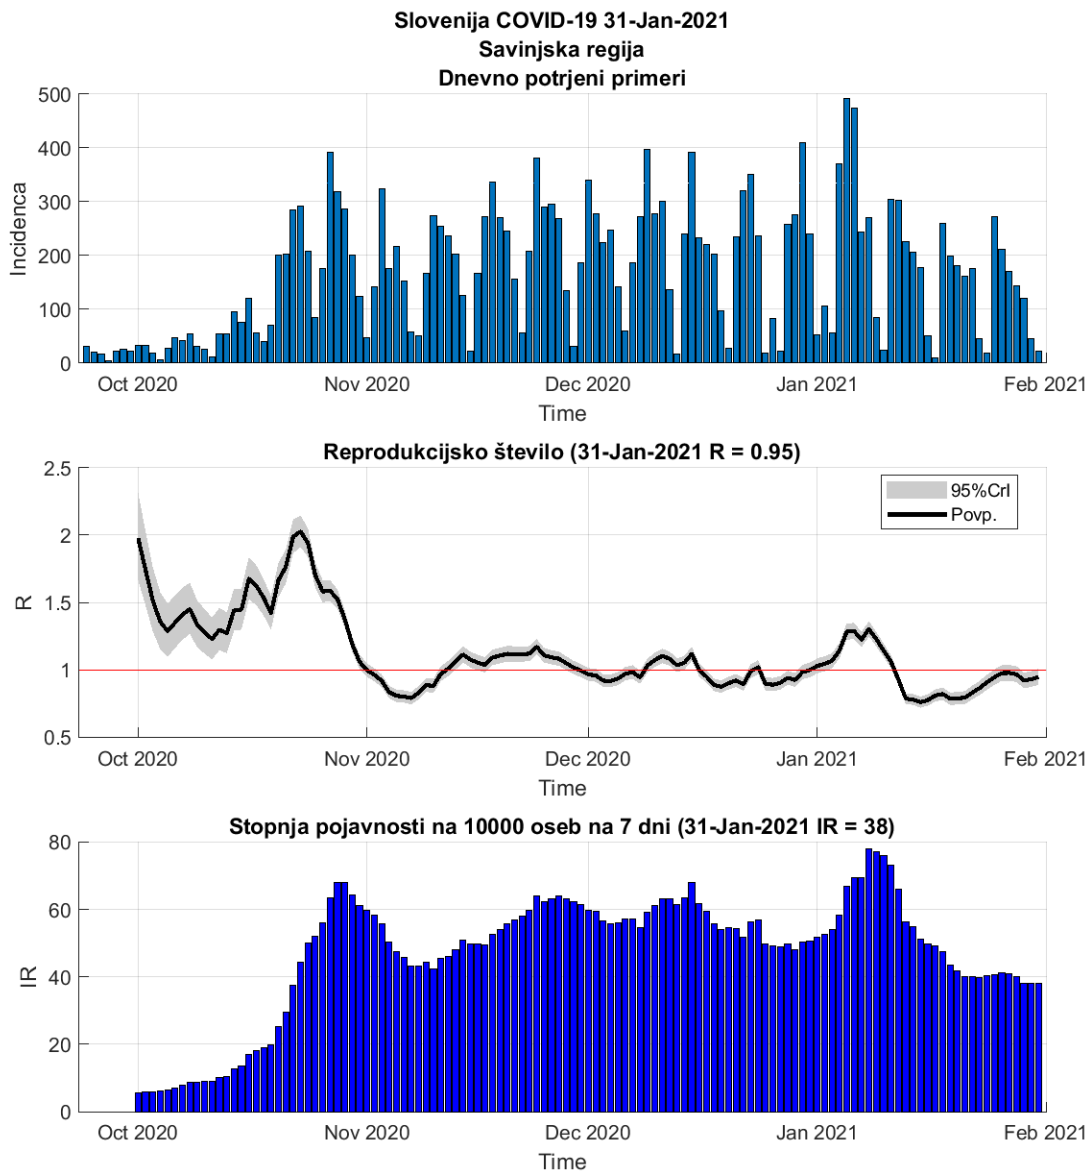 Slovenija COVID-19 31-Jan-2021
Savinjska regija
Dnevno potrjeni primeri
500
400
300
200
100
0
Incidenca
Oct 2020 Nov 2020 Dec 2020 Jan 2021 Feb 2021
Time
Reprodukcijsko število (31-Jan-2021 R = 0.95)
2.5
2
1.5
1
0.5
R
95%CrI
Povp.
Oct 2020 Nov 2020 Dec 2020 Jan 2021 Feb 2021
Time
Stopnja pojavnosti na 10000 oseb na 7 dni (31-Jan-2021 IR = 38)
80
60
40
20
0
IR
Oct 2020 Nov 2020 Dec 2020 Jan 2021 Feb 2021
Time